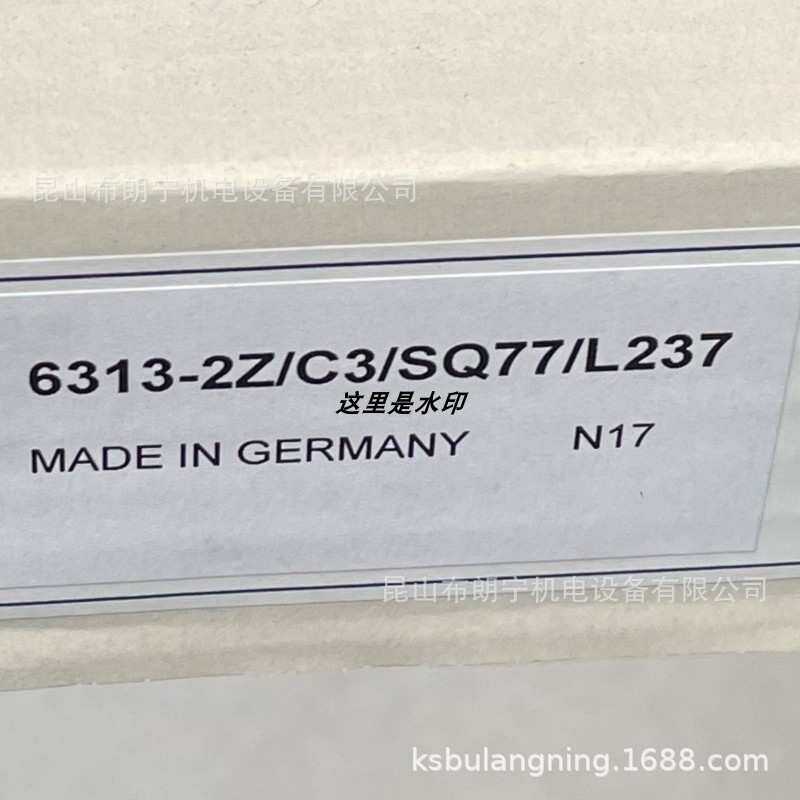 昆山布朗宁机电设备有限公司
6313-2Z/C3/SQ77/L237
这里是水印
MADE IN GERMANY N17
昆山布朗宁机电设备有限公司
ksbulangning.1688.com